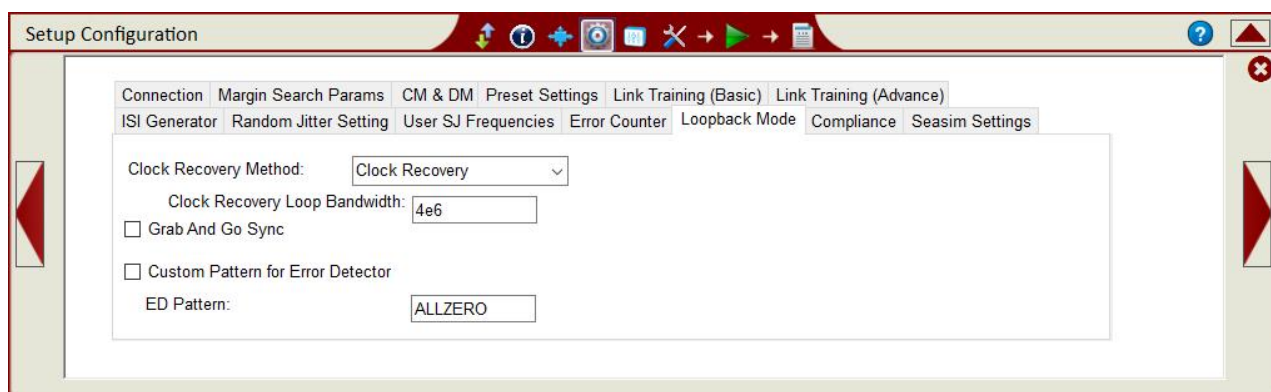 Setup Configuration
?
Connection Margin Search Params CM & DM Preset Settings Link Training (Basic) Link Training (Advance)
ISI Generator Random Jitter Setting User SJ Frequencies Error Counter Loopback Mode Compliance Seasim Settings
Clock Recovery Method: Clock Recovery
Clock Recovery Loop Bandwidth: 4e6
Grab And Go Sync
Custom Pattern for Error Detector
ED Pattern: ALLZERO